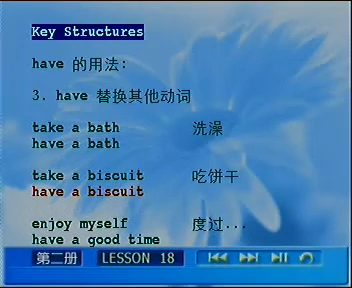 Key Structures
have 的用法:
3. have 替换其他动词
take a bath 洗澡
have a bath
take a biscuit 吃饼干
have a biscuit
enjoy myself 度过...
have a good time
第二册 LESSON 18